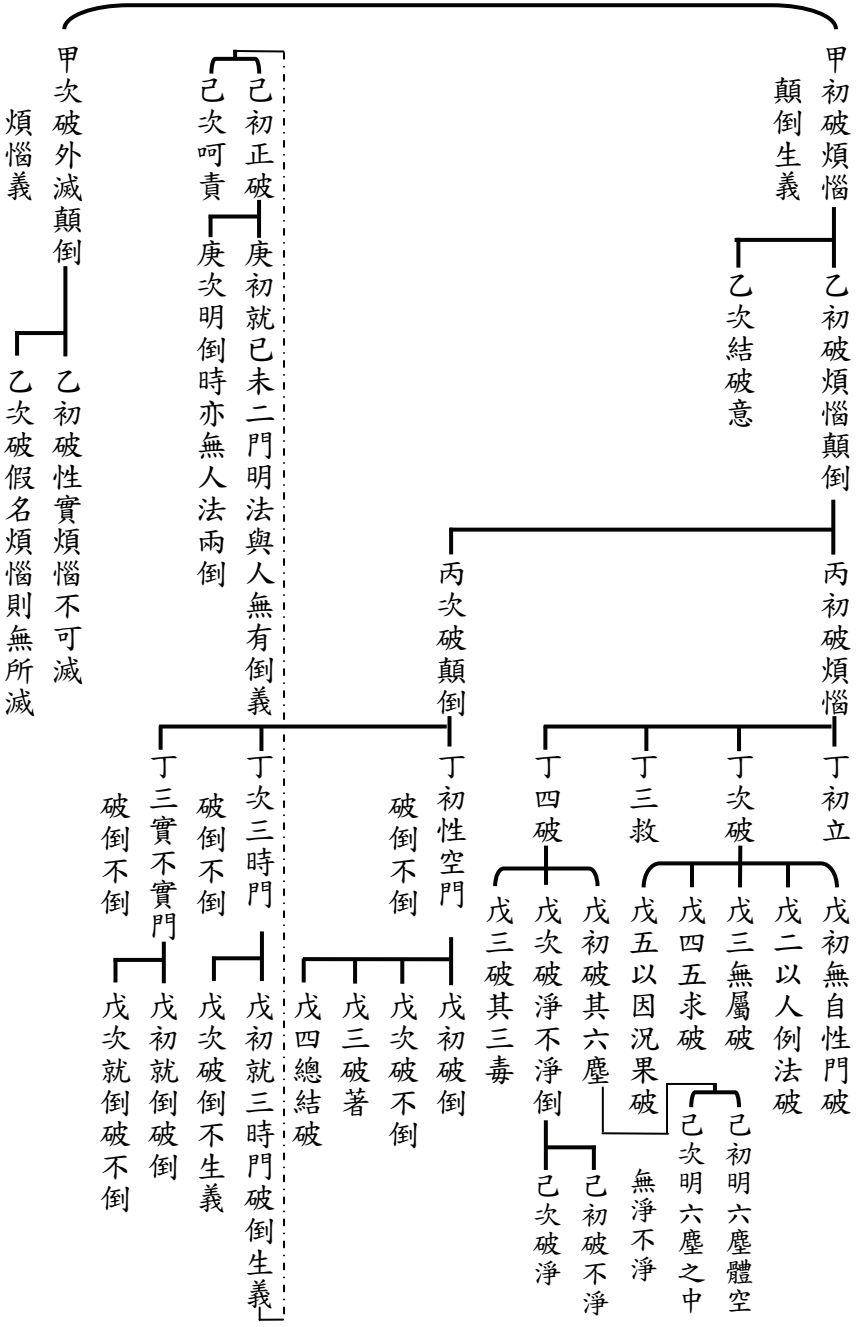 甲初破煩惱
顛倒生義
乙初破煩惱顛倒
丙初破煩惱
丁初立
丁次破
戊初無自性門破
戊二以人例法破
戊三無屬破
戊四五求破
戊五以因況果破
丁三救
丁四破
戊初破其六塵
己初明六塵體空
己次明六塵之中
無淨不淨
戊次破淨不淨倒
己初破不淨
己次破淨
戊三破其三毒
丙次破顛倒
丁初性空門
破倒不倒
戊初破倒
戊次破不倒
戊三破著
戊四總結破
丁次三時門
破倒不倒
戊初就三時門破倒生義
己初正破
庚初就已未二門明法與人無有倒義
庚次明倒時亦無人法兩倒
己次呵責
戊次破倒不生義
丁三實不實門
破倒不倒
戊初就倒破倒
戊次就倒破不倒
乙次結破意
甲次破外滅顛倒
煩惱義
乙初破性實煩惱不可滅
乙次破假名煩惱則無所滅